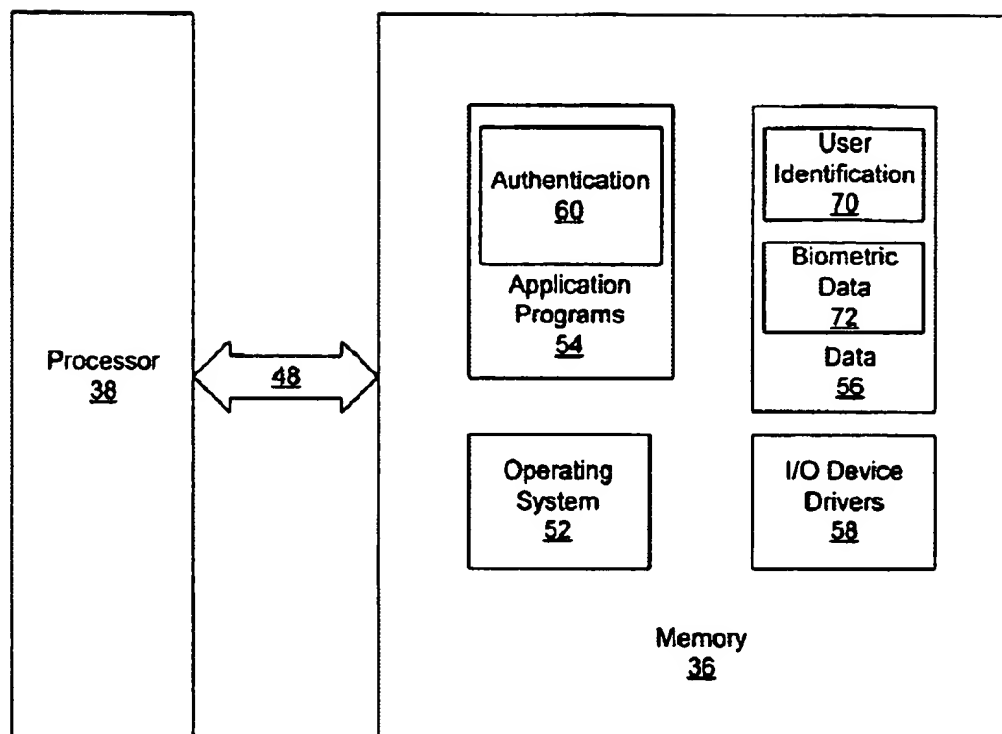 Processor
38
48
Authentication
60
Application
Programs
54
User
Identification
70
Biometric
Data
72
Data
56
Operating
System
52
I/O Device
Drivers
58
Memory
36